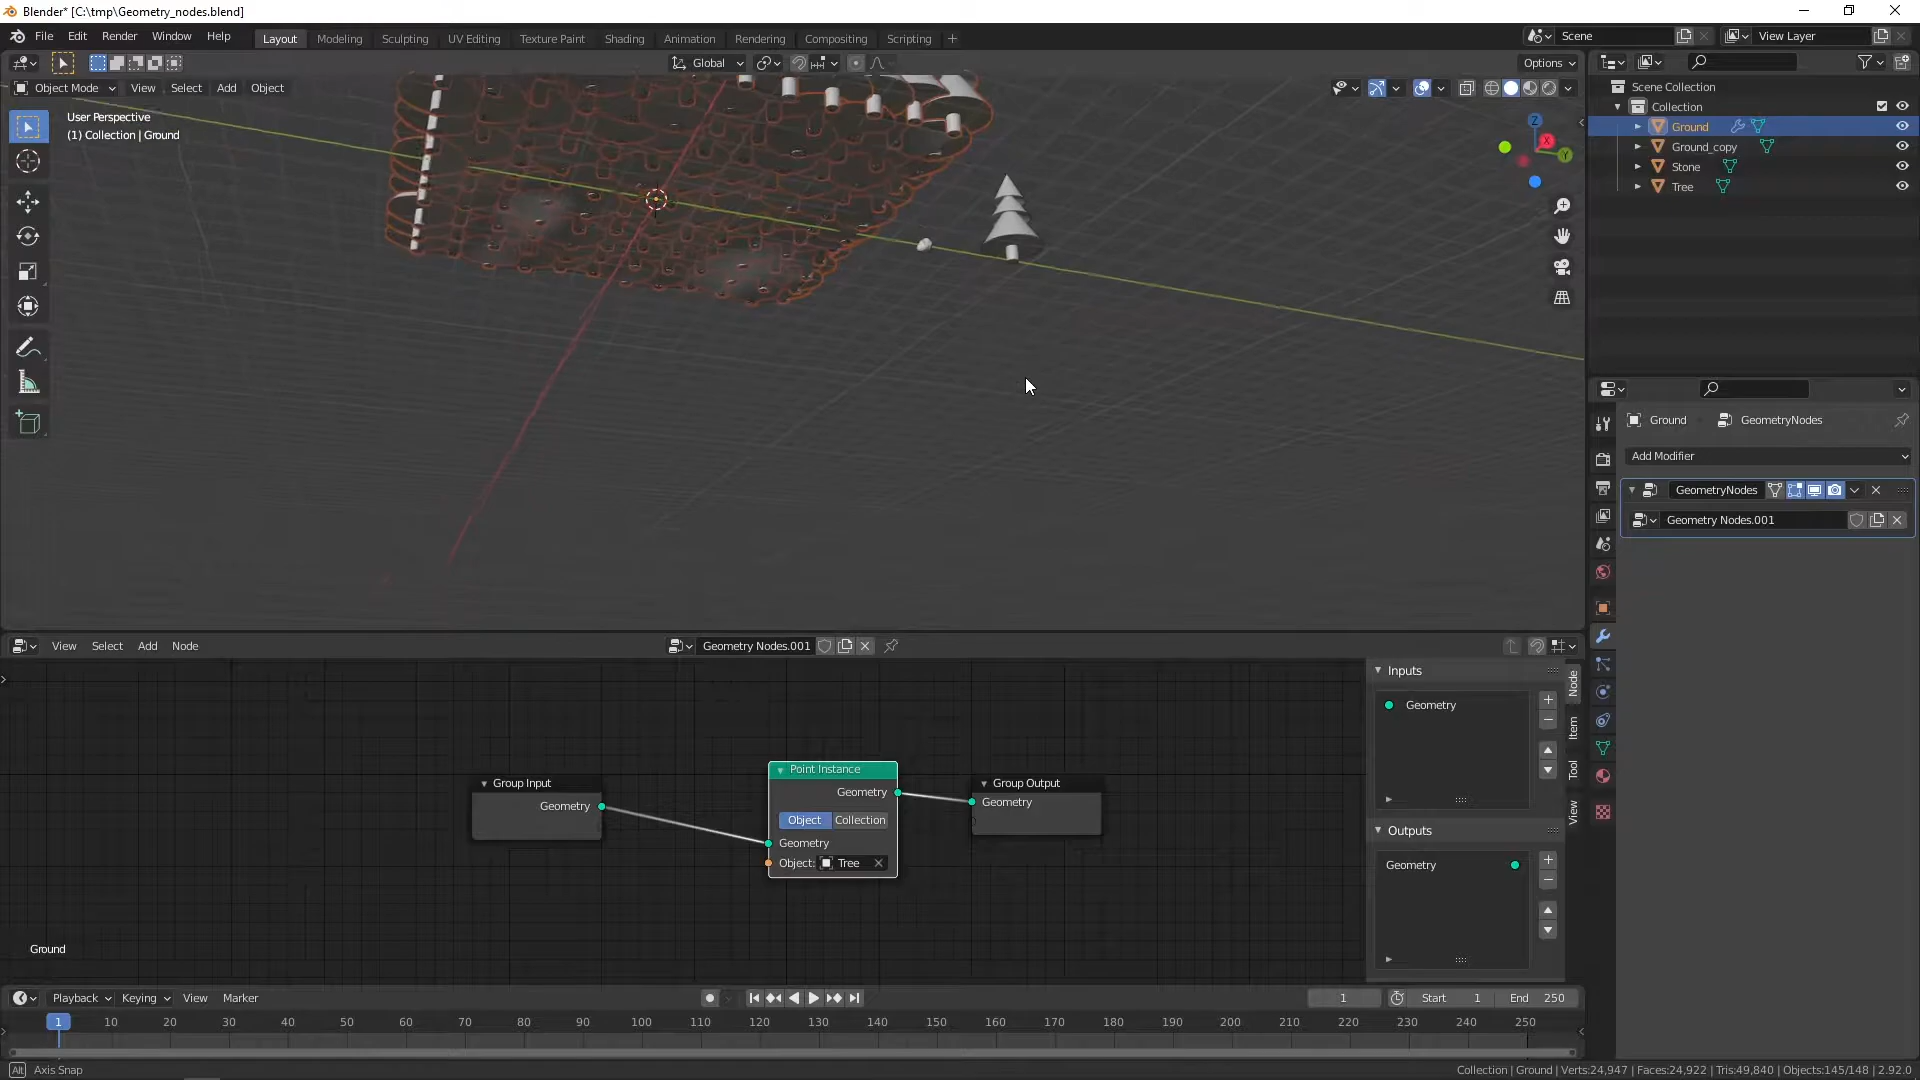 Blender* [C:\tmp\Geometry_nodes.blend]
File Edit Render Window Help Layout Modeling Sculpting UV Editing Texture Paint Shading Animation Rendering Compositing Scripting + Scene View Layer
Global Options
Object Mode View Select Add Object
User Perspective
(1) Collection | Ground
Z
X
Y
Scene Collection
Collection
Ground
Ground_copy
Stone
Tree
Ground GeometryNodes
Add Modifier
GeometryNodes
Geometry Nodes.001
View Select Add Node Geometry Nodes.001
Group Input
Geometry
Point Instance
Geometry
Object Collection
Geometry
Object: Tree
Group Output
Geometry
Inputs
Geometry
Outputs
Geometry
Node
Item
Tool
View
Ground
Playback Keying View Marker 1 Start 1 End 250
1 10 20 30 40 50 60 70 80 90 100 110 120 130 140 150 160 170 180 190 200 210 220 230 240 250
Alt Axis Snap Collection | Ground | Verts:24,947 | Faces:24,922 | Tris:49,840 | Objects:145/148 | 2.92.0